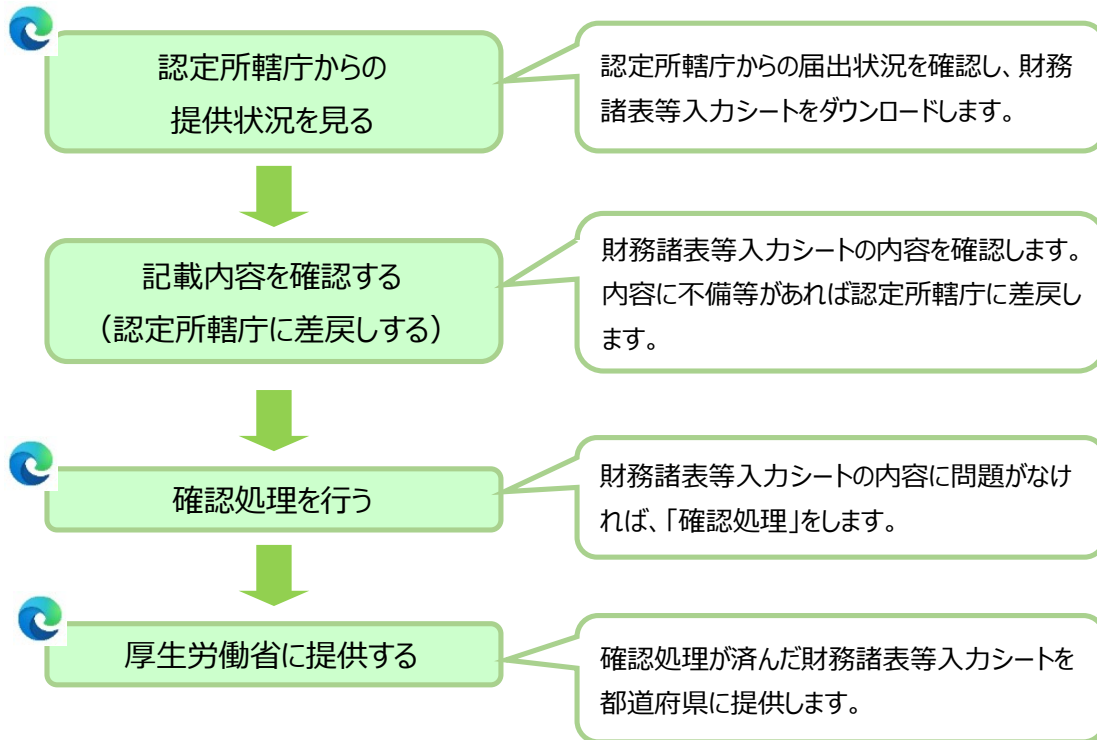 認定所轄庁からの
提供状況を見る
認定所轄庁からの届出状況を確認し、財務
諸表等入力シートをダウンロードします。
記載内容を確認する
（認定所轄庁に差戻しする）
財務諸表等入力シートの内容を確認します。
内容に不備等があれば認定所轄庁に差戻し
ます。
確認処理を行う
財務諸表等入力シートの内容に問題がなけ
れば、「確認処理」をします。
厚生労働省に提供する
確認処理が済んだ財務諸表等入力シートを
都道府県に提供します。